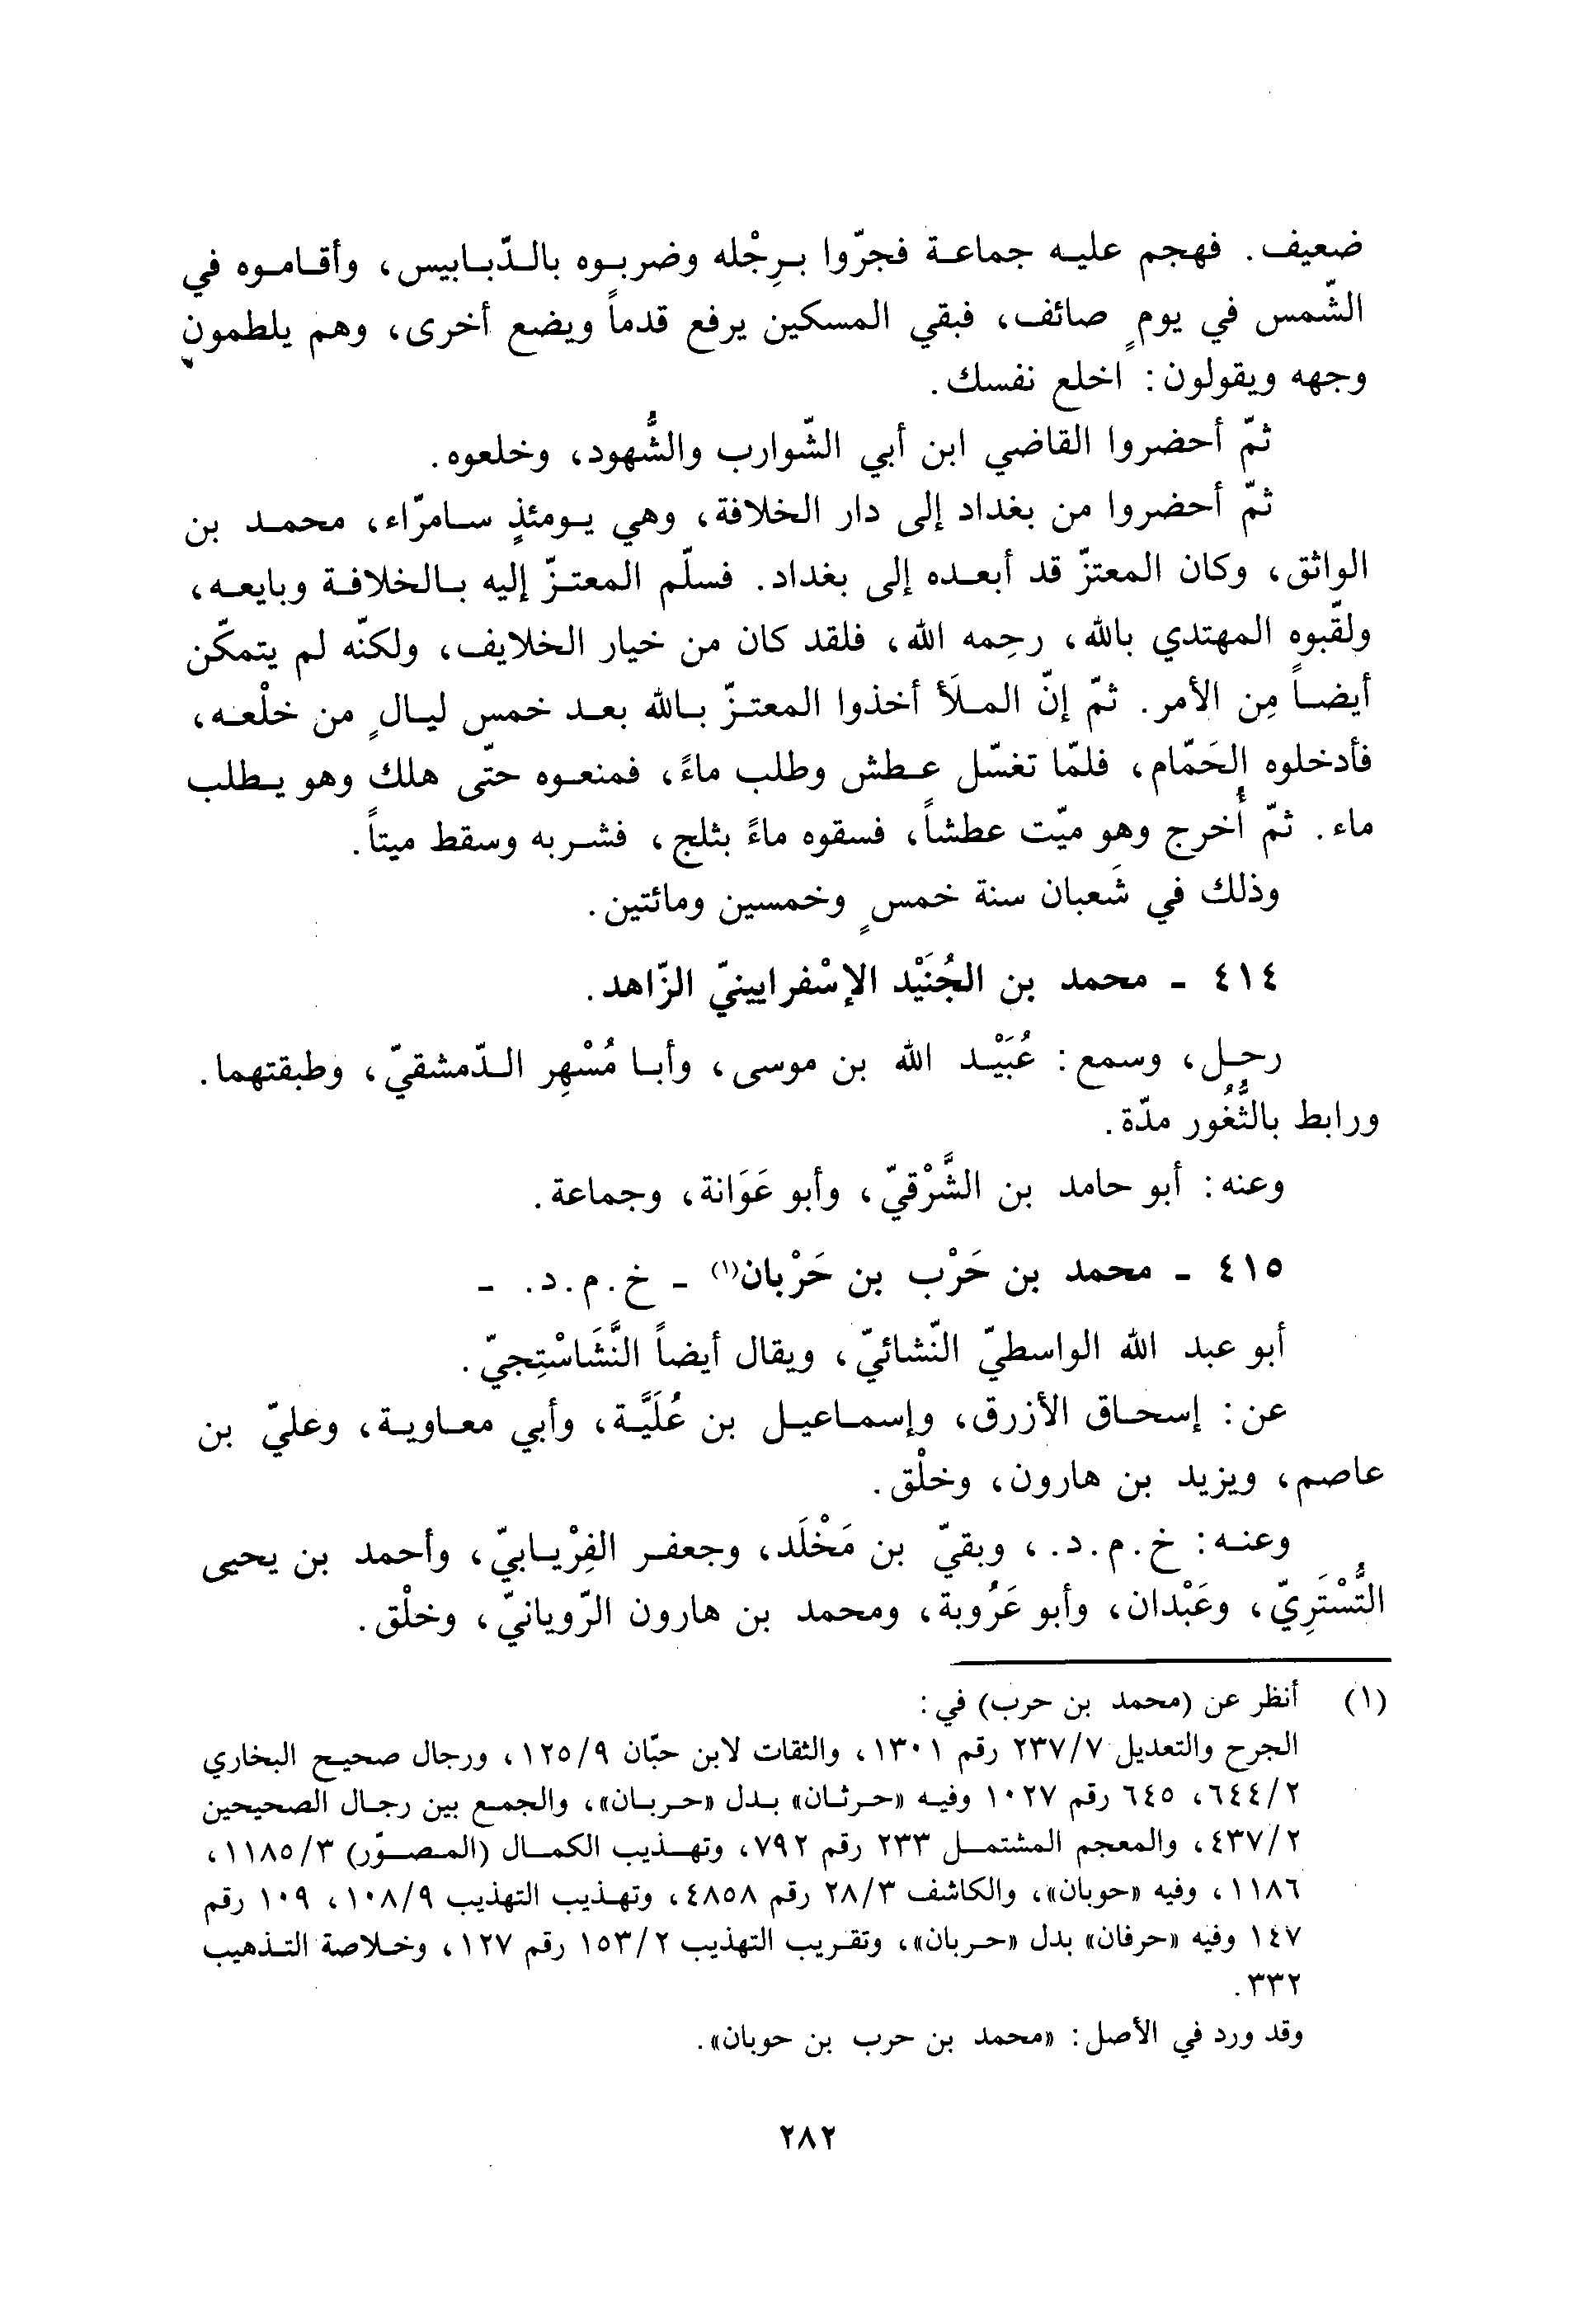 ضعيف. فهجم عليه جماعة فجرّوا برِجْله وضربوه بالدّبابيس، وأقاموه في
الشّمس في يومٍ صائف، فبقي المسكين يرفع قدماً ويضع أخرى، وهم يلطمون
وجهه ويقولون: اخلع نفسك.
ثمّ أحضروا القاضي ابن أبي الشّوارب والشُّهود، وخلعوه.
ثمّ أحضروا من بغداد إلى دار الخلافة، وهي يومئذٍ سامرّاء، محمد بن
الواثق، وكان المعتزّ قد أبعده إلى بغداد. فسلّم المعتزّ إليه بالخلافة وبايعه،
ولقّبوه المهتدي بالله، رحِمه الله، فلقد كان من خيار الخلايف، ولكنّه لم يتمكّن
أيضاً مِن الأمر. ثمّ إنّ الملَأ أخذوا المعتزّ بالله بعد خمس ليالٍ من خلْعه،
فأدخلوه الحَمّام، فلمّا تغسّل عطش وطلب ماءً، فمنعوه حتّى هلك وهو يطلب
ماء. ثمّ أُخرج وهو ميّت عطشاً، فسقوه ماءً بثلج، فشربه وسقط ميتاً.
وذلك في شَعبان سنة خمسٍ وخمسين ومائتين.
٤١٤ - محمد بن الجُنَيْد الإسْفرايينيّ الزّاهد.
رحل، وسمع: عُبَيْد الله بن موسى، وأبا مُسْهِر الدّمشقيّ، وطبقتهما.
ورابط بالثُّغُور مدّة.
وعنه: أبو حامد بن الشَّرْقيّ، وأبو عَوَانة، وجماعة.
٤١٥ - محمد بن حَرْب بن حَرْبان(١) - خ.م.د. -
أبو عبد الله الواسطيّ النّشائيّ، ويقال أيضاً النَّشَاسْتِجيّ.
عن: إسحاق الأزرق، وإسماعيل بن عُلَيَّة، وأبي معاوية، وعليّ بن
عاصم، ويزيد بن هارون، وخلْق.
وعنه: خ.م.د.، وبقيّ بن مَخْلَد، وجعفر الفِرْيابيّ، وأحمد بن يحيى
التُّسْتَرِيّ، وعَبْدان، وأبو عَرُوبة، ومحمد بن هارون الرّويانيّ، وخلْق.
(١) أنظر عن (محمد بن حرب) في:
الجرح والتعديل ٢٣٧/٧ رقم ١٣٠١، والثقات لابن حبّان ١٢٥/٩، ورجال صحيح البخاري
٦٤٤/٢، ٦٤٥ رقم ١٠٢٧ وفيه «حرثان» بدل «حربان»، والجمع بين رجال الصحيحين
٤٣٧/٢، والمعجم المشتمل ٢٣٣ رقم ٧٩٢، وتهذيب الكمال (المصوّر) ١١٨٥/٣،
١١٨٦، وفيه «حوبان»، والكاشف ٢٨/٣ رقم ٤٨٥٨، وتهذيب التهذيب ١٠٨/٩، ١٠٩ رقم
١٤٧ وفيه «حرفان» بدل «حربان»، وتقريب التهذيب ١٥٣/٢ رقم ١٢٧، وخلاصة التذهيب
٣٣٢.
وقد ورد في الأصل: «محمد بن حرب بن حوبان».
٢٨٢